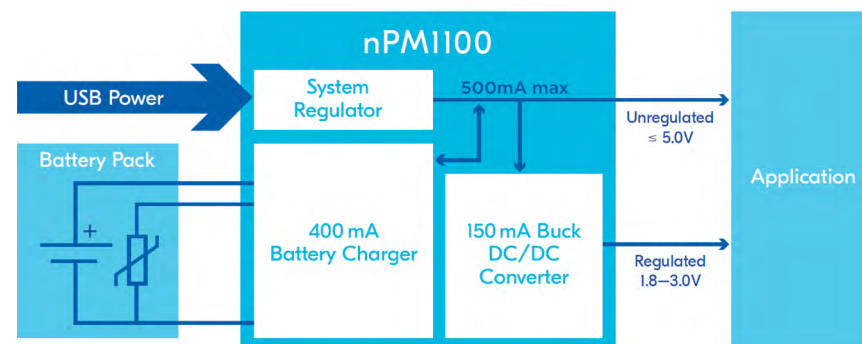 nPM1100
USB Power
System
Regulator
500mA max
Unregulated
≤ 5.0V
Battery Pack
+
400 mA
Battery Charger
150 mA Buck
DC/DC
Converter
Regulated
1.8–3.0V
Application